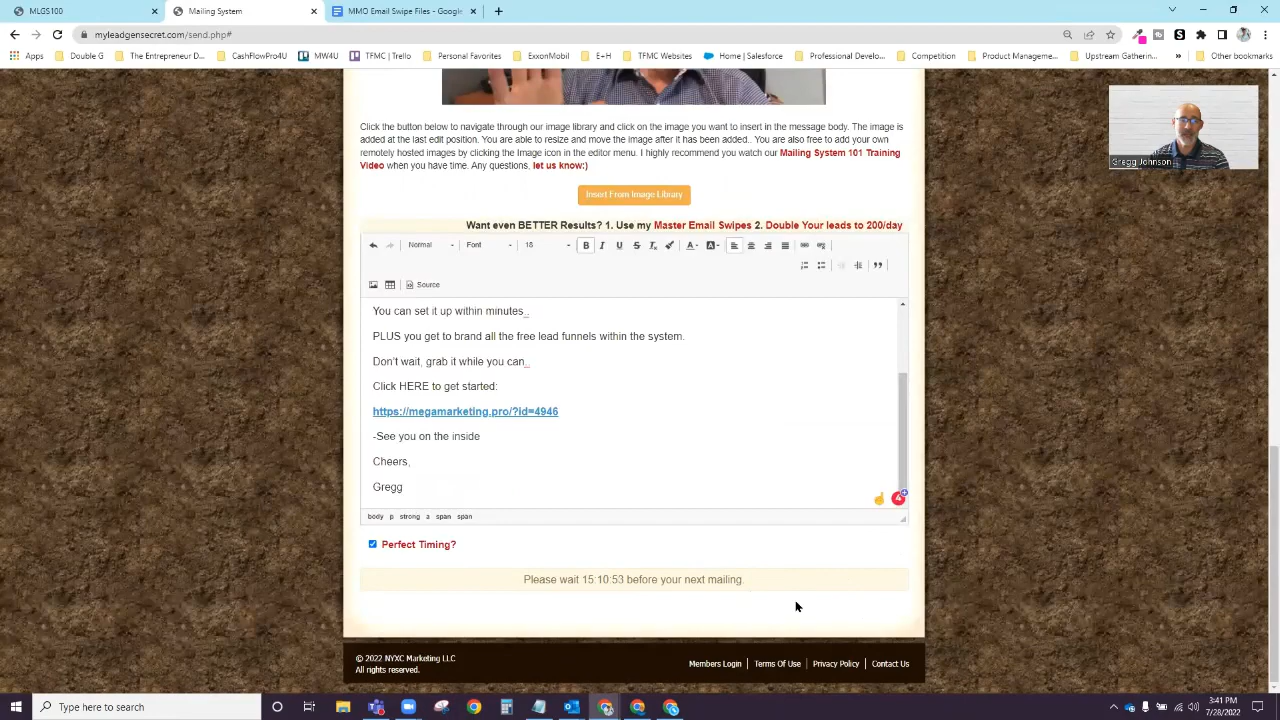 MLGS100
Mailing System
MMO Email Swipe Files - Google
myleadgensecret.com/send.php#
Apps
Double G
The Entrepreneur D
CashFlowPro4U
MW4U
TFMC | Trello
Personal Favorites
ExxonMobil
E+H
TFMC SharePoint
Home | Salesforce
Professional Develo...
Competition
Product Manageme...
Upstream Gatherin...
»
Other bookmarks
Gregg Johnson
Click the button below to navigate through our image library and click on the image you want to insert in the message body. The image is
added at the last edit position. You are able to resize and move the image after it has been added.. You are also free to add your own
remotely hosted images by clicking the Image icon in the editor menu. I highly recommend you watch our Mailing System 101 Training
Video when you have time. Any questions, let us know:)
Insert From Image Library
Want even BETTER Results? 1. Use my Master Email Swipes 2. Double Your leads to 200/day
Normal
Font
18
B I U S
Source
You can set it up within minutes..
PLUS you get to brand all the free lead funnels within the system.
Don't wait, grab it while you can..
Click HERE to get started:
https://megamarketing.pro/?id=4946
-See you on the inside
Cheers,
Gregg
4
body p strong a span span
Perfect Timing?
Please wait 15:10:53 before your next mailing.
© 2022 NYXC Marketing LLC
All rights reserved.
Members Login
Terms Of Use
Privacy Policy
Contact Us
Type here to search
3:41 PM
7/28/2022